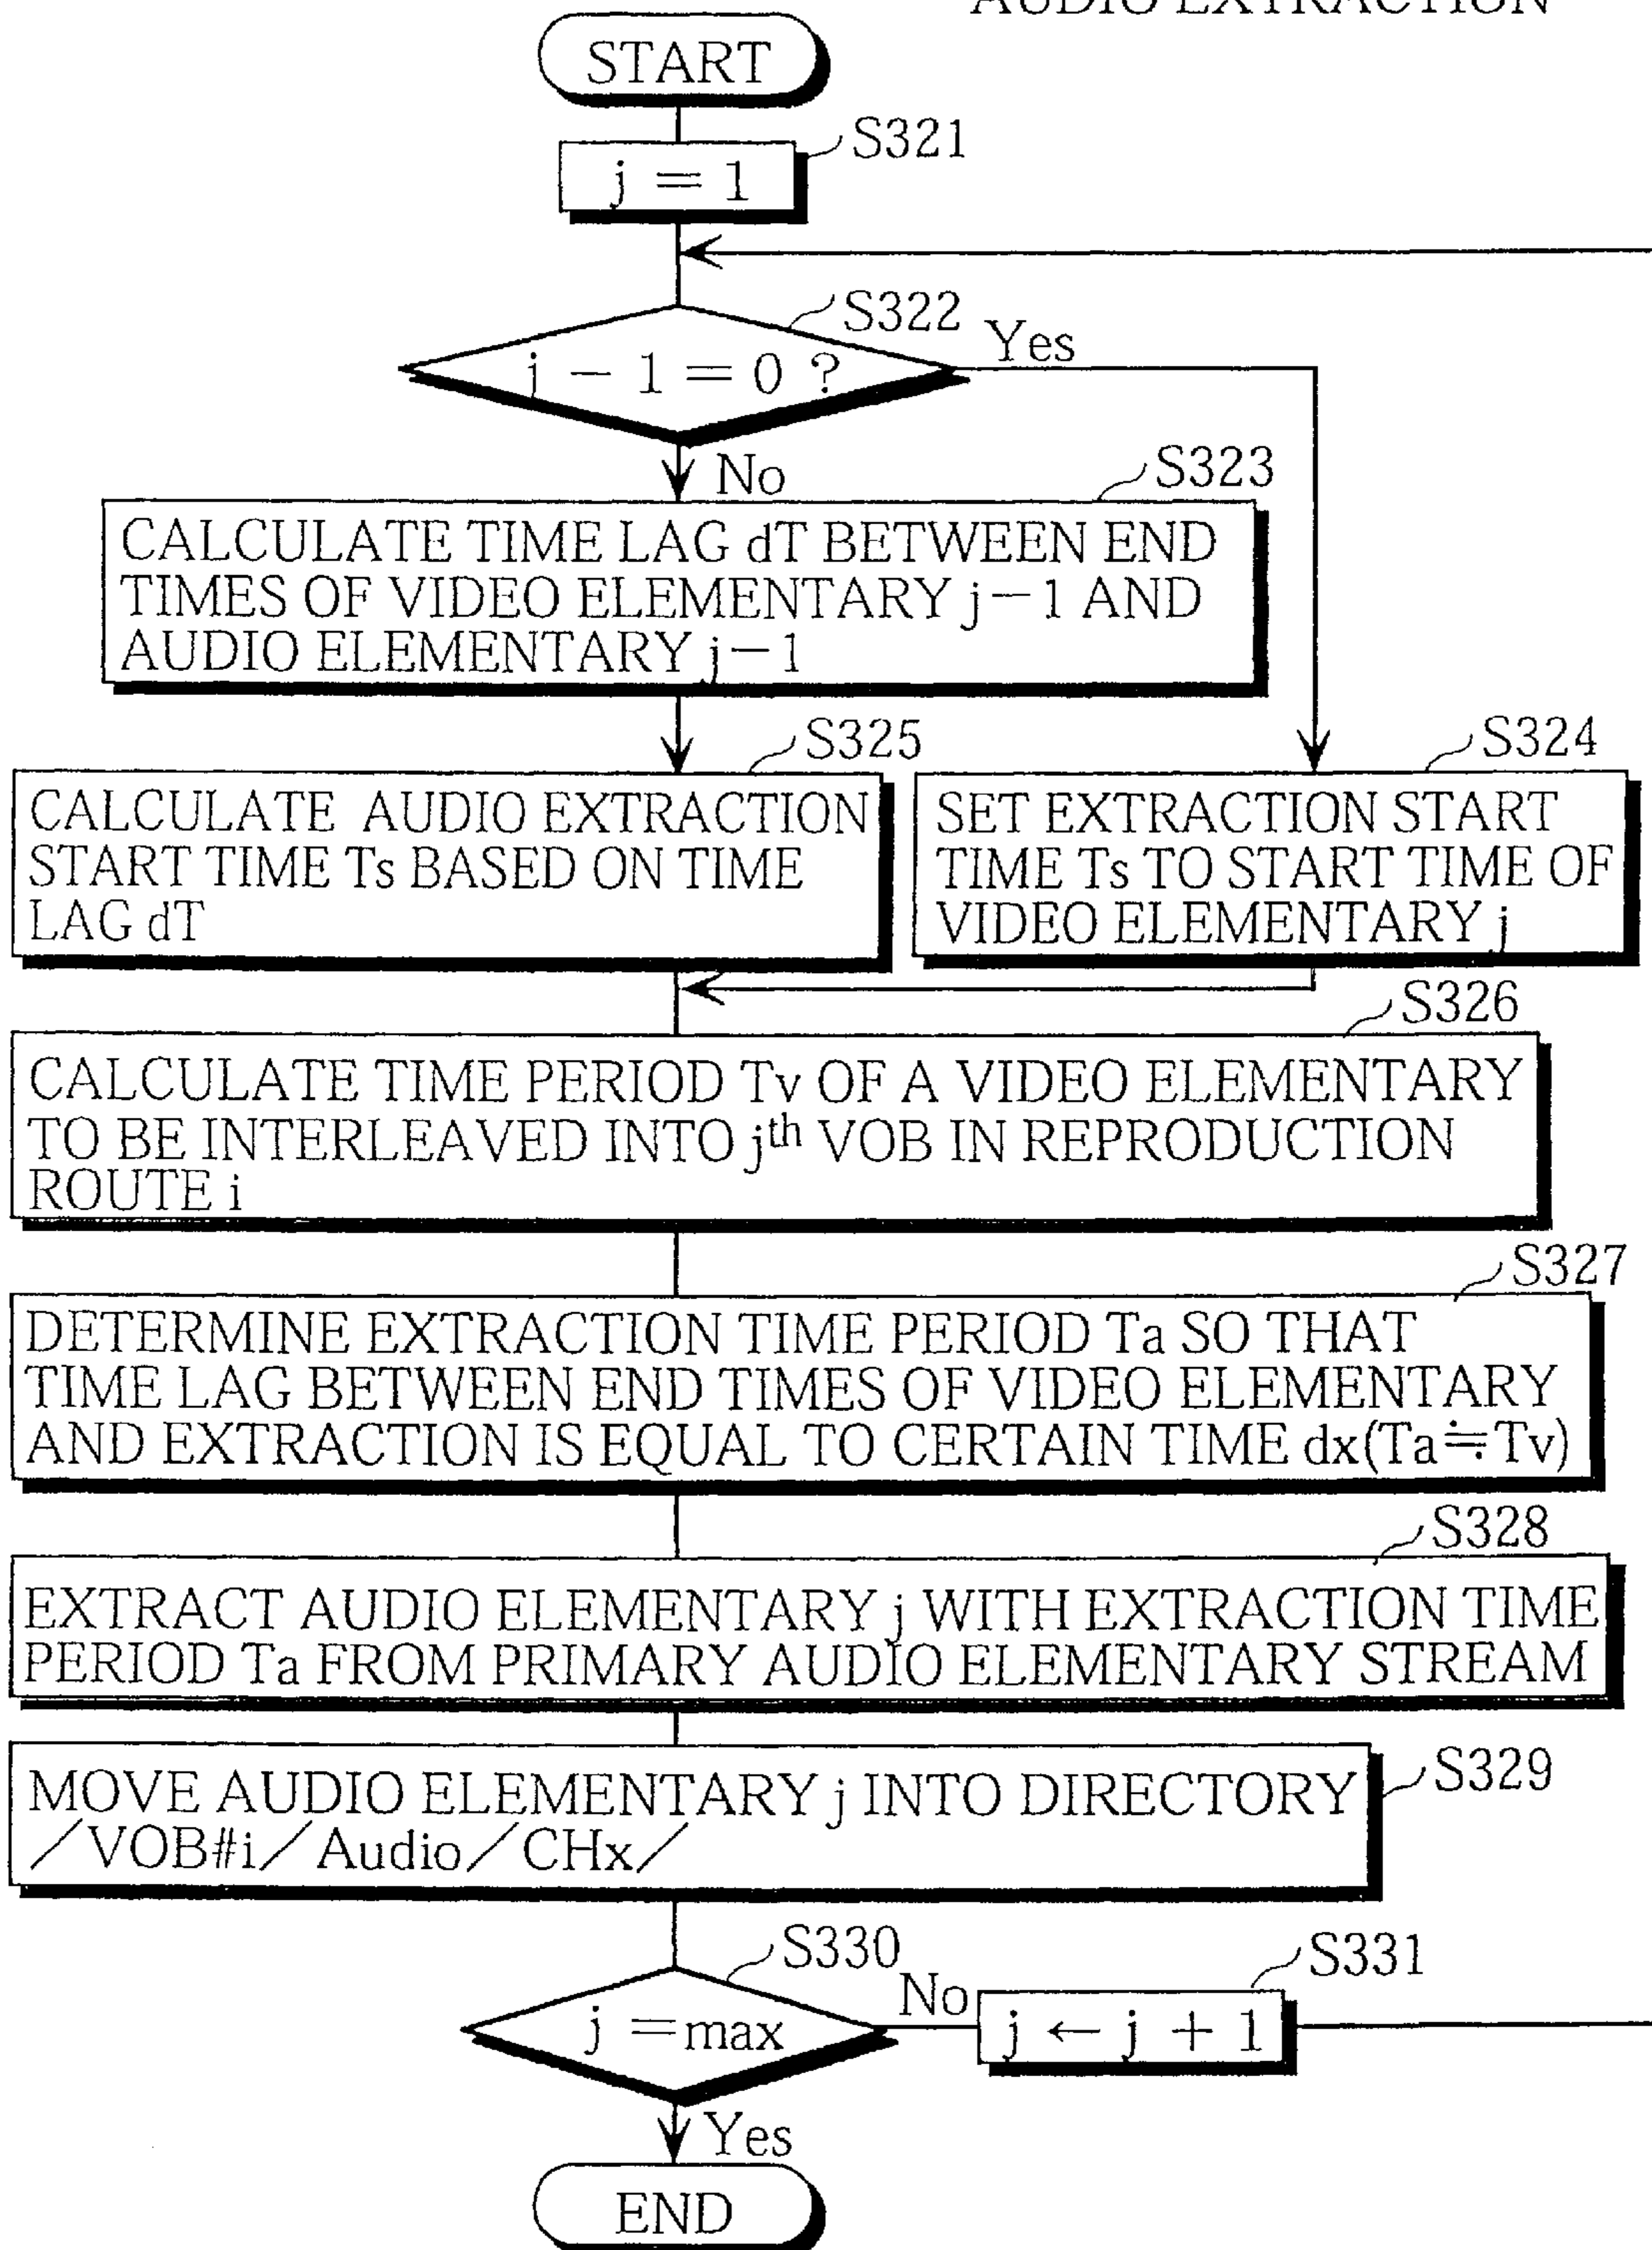 AUDIO EXTRACTION
START
S321
j = 1
S322
j - 1 = 0 ?
Yes
No
S323
CALCULATE TIME LAG dT BETWEEN END
TIMES OF VIDEO ELEMENTARY j-1 AND
AUDIO ELEMENTARY j-1
S325
CALCULATE AUDIO EXTRACTION
START TIME Ts BASED ON TIME
LAG dT
S324
SET EXTRACTION START
TIME Ts TO START TIME OF
VIDEO ELEMENTARY j
S326
CALCULATE TIME PERIOD Tv OF A VIDEO ELEMENTARY
TO BE INTERLEAVED INTO jth VOB IN REPRODUCTION
ROUTE i
S327
DETERMINE EXTRACTION TIME PERIOD Ta SO THAT
TIME LAG BETWEEN END TIMES OF VIDEO ELEMENTARY
AND EXTRACTION IS EQUAL TO CERTAIN TIME dx(Ta≒Tv)
S328
EXTRACT AUDIO ELEMENTARY j WITH EXTRACTION TIME
PERIOD Ta FROM PRIMARY AUDIO ELEMENTARY STREAM
S329
MOVE AUDIO ELEMENTARY j INTO DIRECTORY
/VOB#i/Audio/CHx/
S330
j =max
No
S331
j ← j + 1
Yes
END